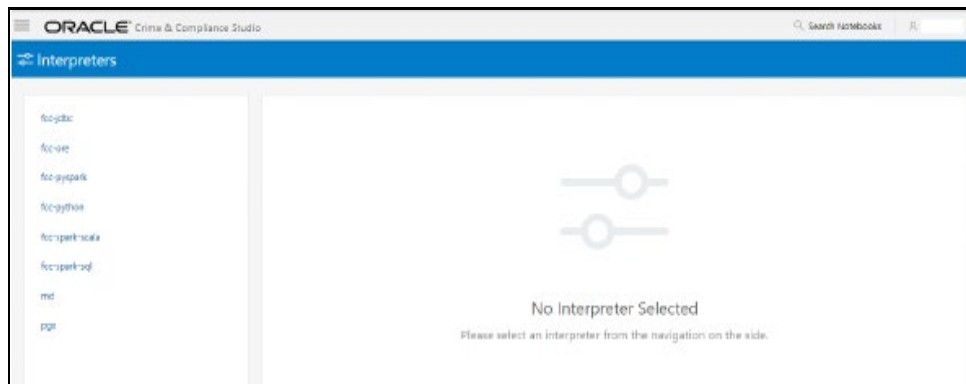 ORACLE Crime & Compliance Studio
Search Notebooks
Interpreters
fcc-jdbc
fcc-ore
fcc-pyspark
fcc-python
fcc-spark-scala
fcc-spark-sql
md
pgx
No Interpreter Selected
Please select an interpreter from the navigation on the side.